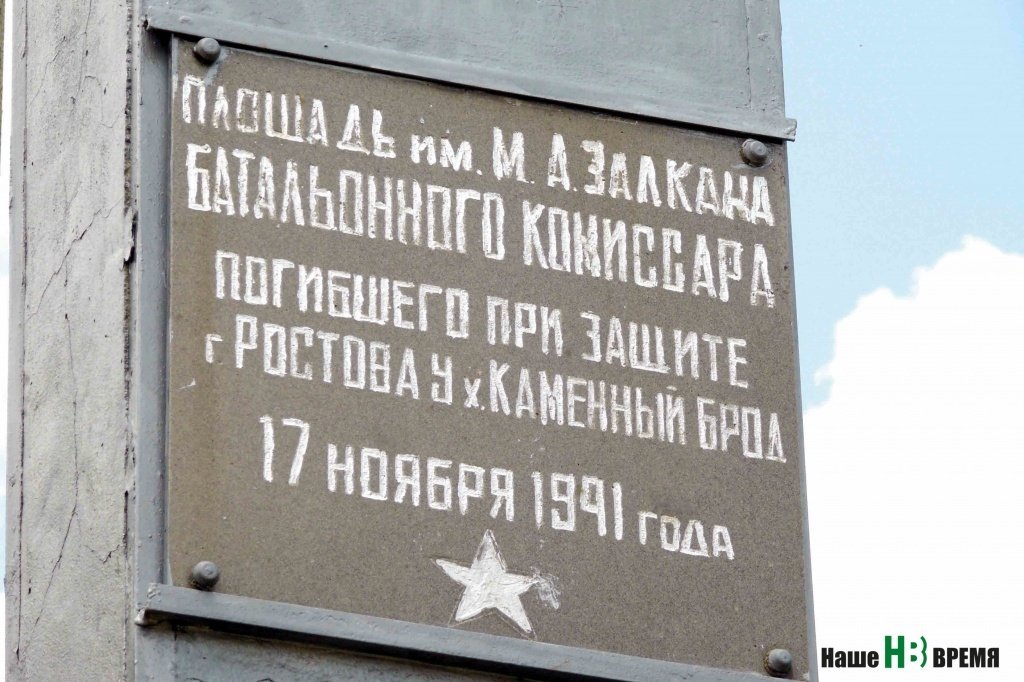 ПЛОЩАДЬ им. М. А. ЗАЛКАНА
БАТАЛЬОННОГО КОМИССАРА
ПОГИБШЕГО ПРИ ЗАЩИТЕ
г РОСТОВА У х. КАМЕННЫЙ БРОД
17 НОЯБРЯ 1941 ГОДА
Наше НВ ВРЕМЯ